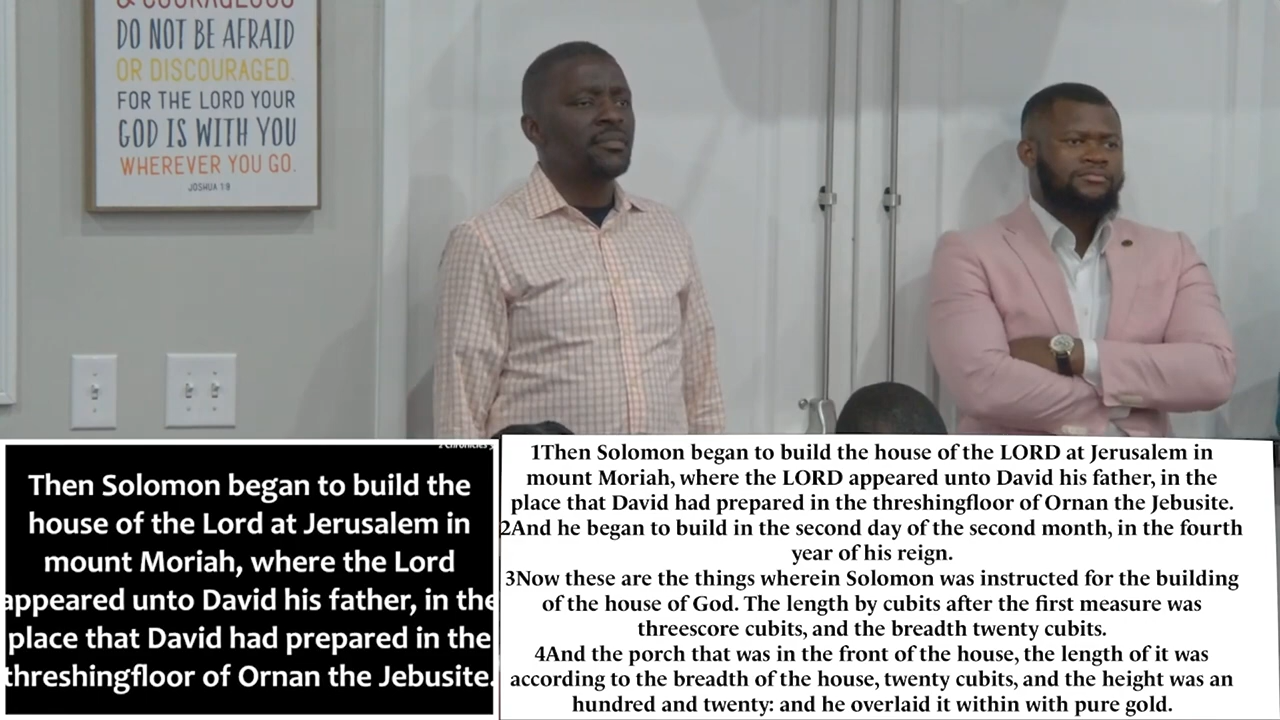 & COURAGEOUS
DO NOT BE AFRAID
OR DISCOURAGED.
FOR THE LORD YOUR
GOD IS WITH YOU
WHEREVER YOU GO.
JOSHUA 1:9
2 Chronicles
Then Solomon began to build the
house of the Lord at Jerusalem in
mount Moriah, where the Lord
appeared unto David his father, in the
place that David had prepared in the
threshingfloor of Ornan the Jebusite.
1Then Solomon began to build the house of the LORD at Jerusalem in
mount Moriah, where the LORD appeared unto David his father, in the
place that David had prepared in the threshingfloor of Ornan the Jebusite.
2And he began to build in the second day of the second month, in the fourth
year of his reign.
3Now these are the things wherein Solomon was instructed for the building
of the house of God. The length by cubits after the first measure was
threescore cubits, and the breadth twenty cubits.
4And the porch that was in the front of the house, the length of it was
according to the breadth of the house, twenty cubits, and the height was an
hundred and twenty: and he overlaid it within with pure gold.